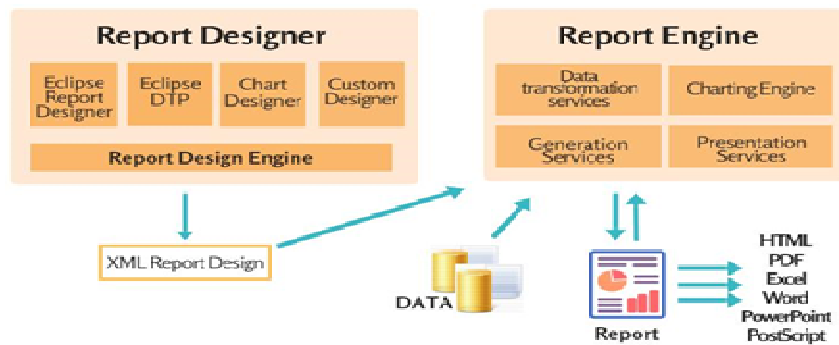 Report Designer
Eclipse
Report
Designer
Eclipse
DTP
Chart
Designer
Custom
Designer
Report Design Engine
XML Report Design
Report Engine
Data
transformation
services
Charting Engine
Generation
Services
Presentation
Services
DATA
Report
HTML
PDF
Excel
Word
PowerPoint
PostScript